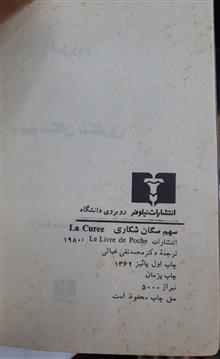 انتشارات نیلوفر روبروی دانشگاه
سهم سگان شکاری La Curee
انتشارات Le Livre de Poche ،۱۹۸۰
ترجمهٔ دکتر محمدتقی غیاثی
چاپ اول پائیز ۱۳۶۲
چاپ پژمان
تیراژ ۵۰۰۰
حق چاپ محفوظ است